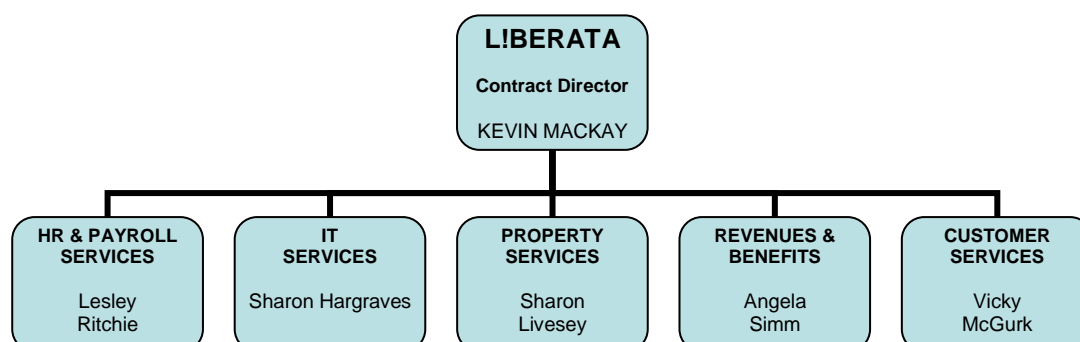 L!BERATA
Contract Director
KEVIN MACKAY
HR & PAYROLL
SERVICES
Lesley
Ritchie
IT
SERVICES
Sharon Hargraves
PROPERTY
SERVICES
Sharon
Livesey
REVENUES &
BENEFITS
Angela
Simm
CUSTOMER
SERVICES
Vicky
McGurk